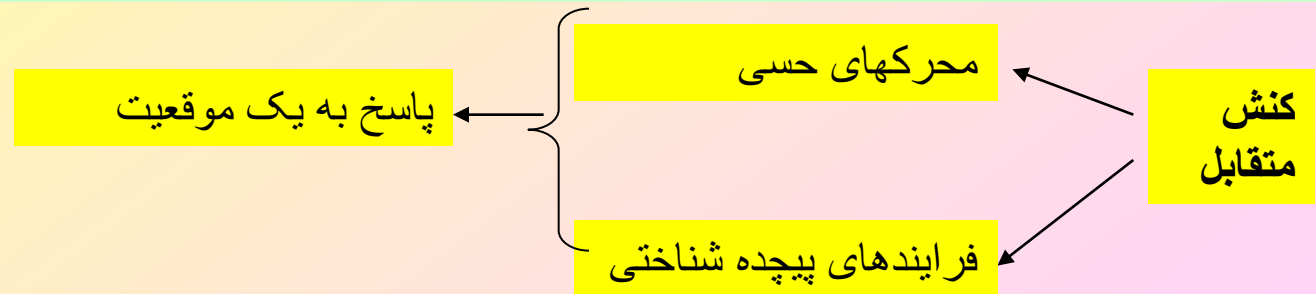 کنش
متقابل
محرکهای حسی
فرایندهای پیچده شناختی
پاسخ به یک موقعیت